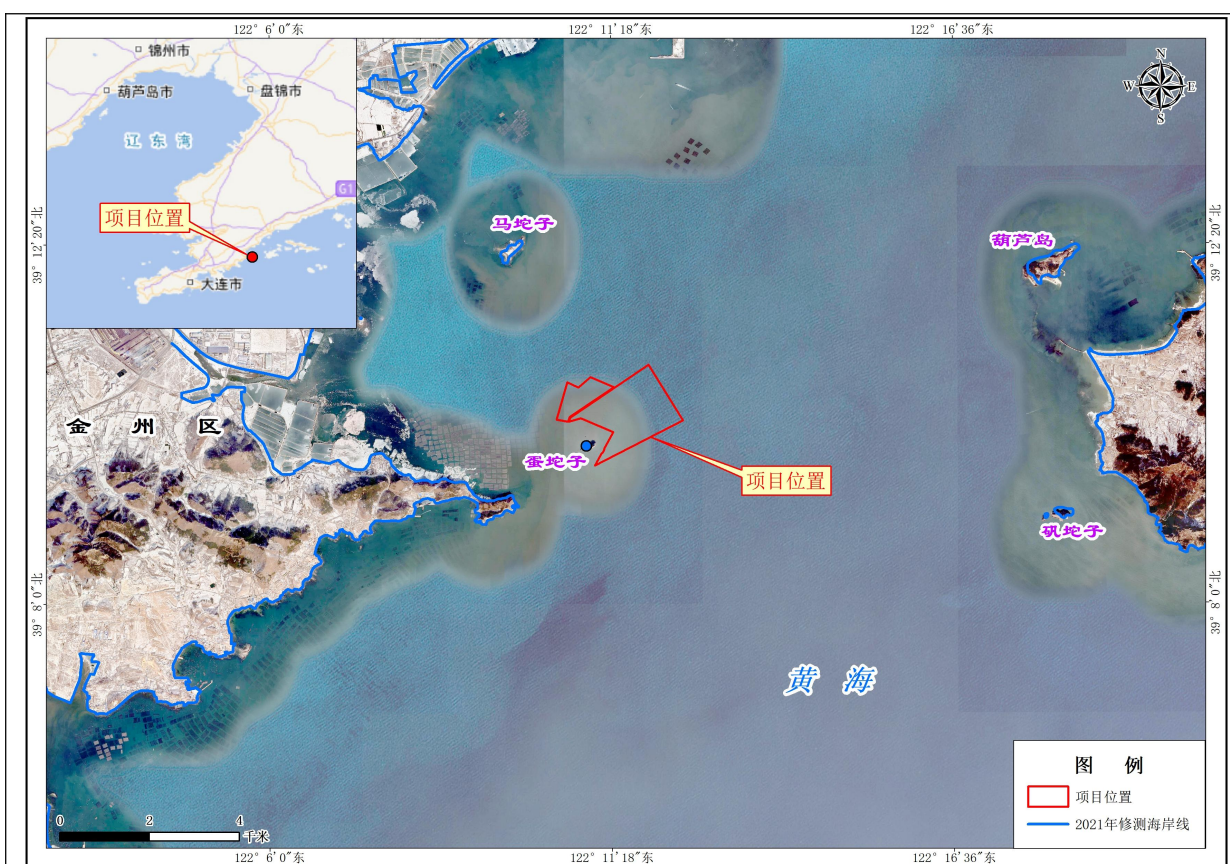 122° 6′0″东
122° 11′18″东
122° 16′36″东
锦州市
葫芦岛市
盘锦市
辽东湾
G1
项目位置
大连市
N
W
E
S
39° 12′20″北
39° 12′20″北
马坨子
葫芦岛
金州区
蛋坨子
项目位置
矾坨子
39° 8′0″北
39° 8′0″北
黄海
图例
项目位置
2021年修测海岸线
0 2 4
千米
122° 6′0″东
122° 11′18″东
122° 16′36″东